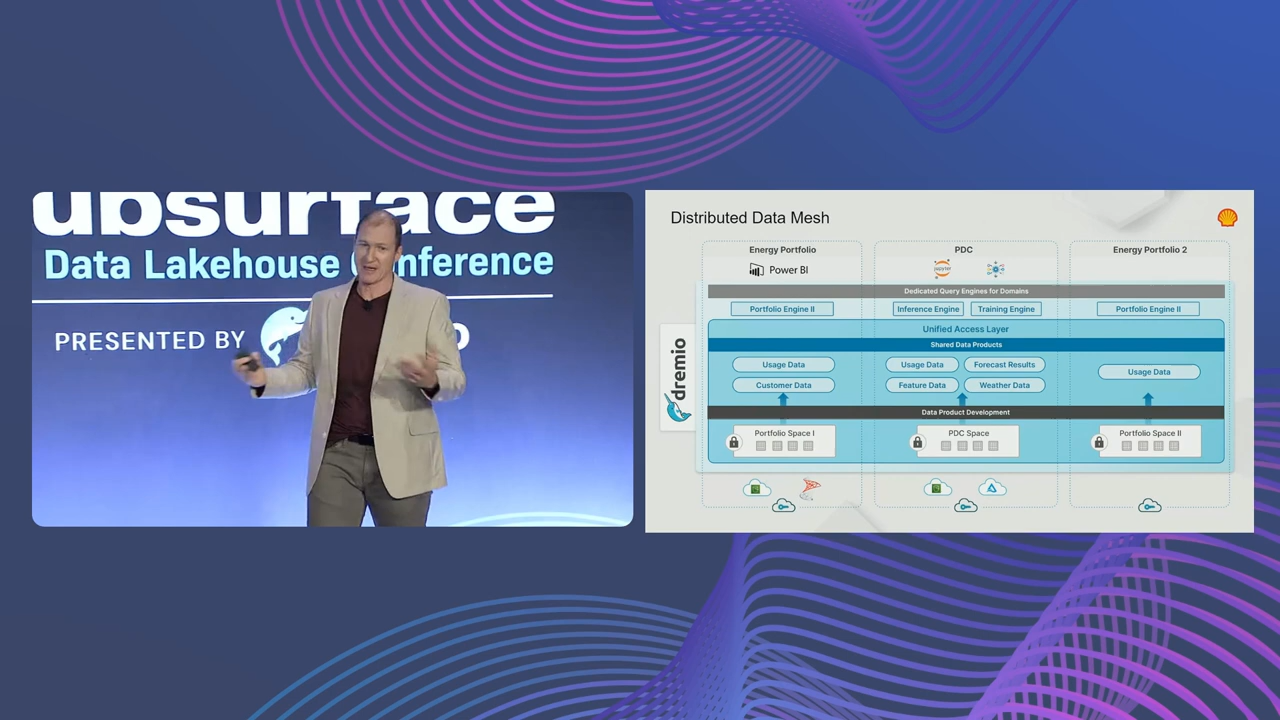 ubsurface
Data Lakehouse Conference
PRESENTED BY
Distributed Data Mesh
Energy Portfolio
PDC
Energy Portfolio 2
Power BI
jupyter
Dedicated Query Engines for Domains
Portfolio Engine II
Inference Engine
Training Engine
Portfolio Engine II
Unified Access Layer
Shared Data Products
dremio
Usage Data
Customer Data
Usage Data
Forecast Results
Feature Data
Weather Data
Usage Data
Data Product Development
Portfolio Space I
PDC Space
Portfolio Space II